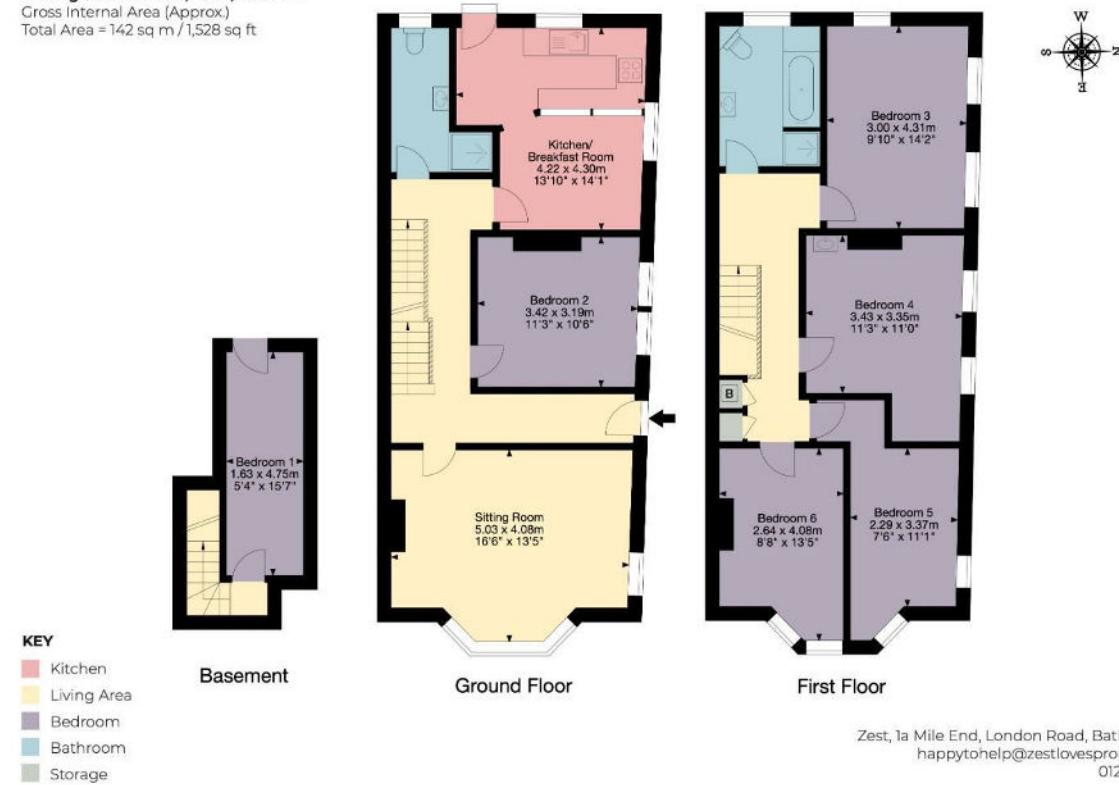 Gross Internal Area (Approx.)
Total Area = 142 sq m / 1,528 sq ft
W
S
N
E
Kitchen/
Breakfast Room
4.22 x 4.30m
13'10" x 14'1"
Bedroom 3
3.00 x 4.31m
9'10" x 14'2"
Bedroom 2
3.42 x 3.19m
11'3" x 10'6"
Bedroom 4
3.43 x 3.35m
11'3" x 11'0"
B
Bedroom 1
1.63 x 4.75m
5'4" x 15'7"
Sitting Room
5.03 x 4.08m
16'6" x 13'5"
Bedroom 6
2.64 x 4.08m
8'8" x 13'5"
Bedroom 5
2.29 x 3.37m
7'6" x 11'1"
KEY
Kitchen
Living Area
Bedroom
Bathroom
Storage
Basement
Ground Floor
First Floor
Zest, 1a Mile End, London Road, Bat
happytohelp@zestlovespro
012